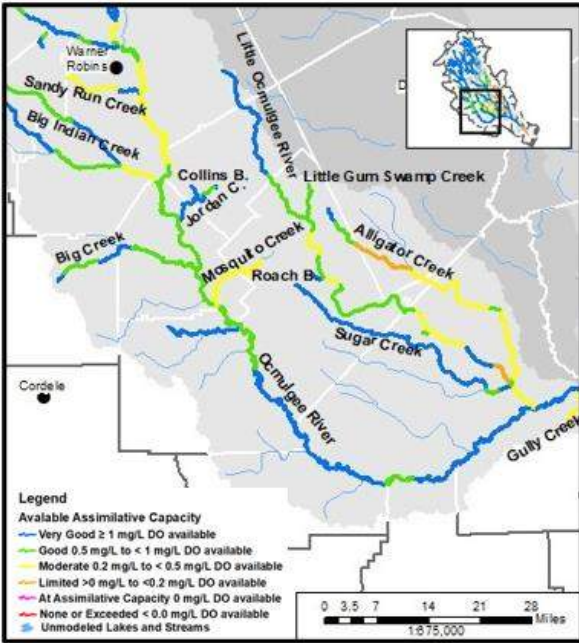 Warner
Robins
Sandy Run Creek
Big Indian Creek
Little Ocmulgee River
Collins B.
Jordan C.
Little Gum Swamp Creek
Big Creek
Mosquito Creek
Roach B.
Alligator Creek
Sugar Creek
Cordele
Ocmulgee River
Gully Creek
Legend
Available Assimilative Capacity
Very Good ≥ 1 mg/L DO available
Good 0.5 mg/L to < 1 mg/L DO available
Moderate 0.2 mg/L to < 0.5 mg/L DO available
Limited >0 mg/L to <0.2 mg/L DO available
At Assimilative Capacity 0 mg/L DO available
None or Exceeded < 0.0 mg/L DO available
Unmodeled Lakes and Streams
0 3.5 7 14 21 28
Miles
1:675,000